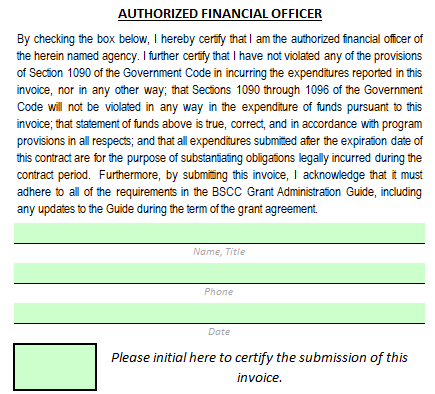 AUTHORIZED FINANCIAL OFFICER
By checking the box below, I hereby certify that I am the authorized financial officer of
the herein named agency. I further certify that I have not violated any of the provisions
of Section 1090 of the Government Code in incurring the expenditures reported in this
invoice, nor in any other way; that Sections 1090 through 1096 of the Government
Code will not be violated in any way in the expenditure of funds pursuant to this
invoice; that statement of funds above is true, correct, and in accordance with program
provisions in all respects; and that all expenditures submitted after the expiration date of
this contract are for the purpose of substantiating obligations legally incurred during the
contract period. Furthermore, by submitting this invoice, I acknowledge that it must
adhere to all of the requirements in the BSCC Grant Administration Guide, including
any updates to the Guide during the term of the grant agreement.
Name, Title
Phone
Date
Please initial here to certify the submission of this
invoice.